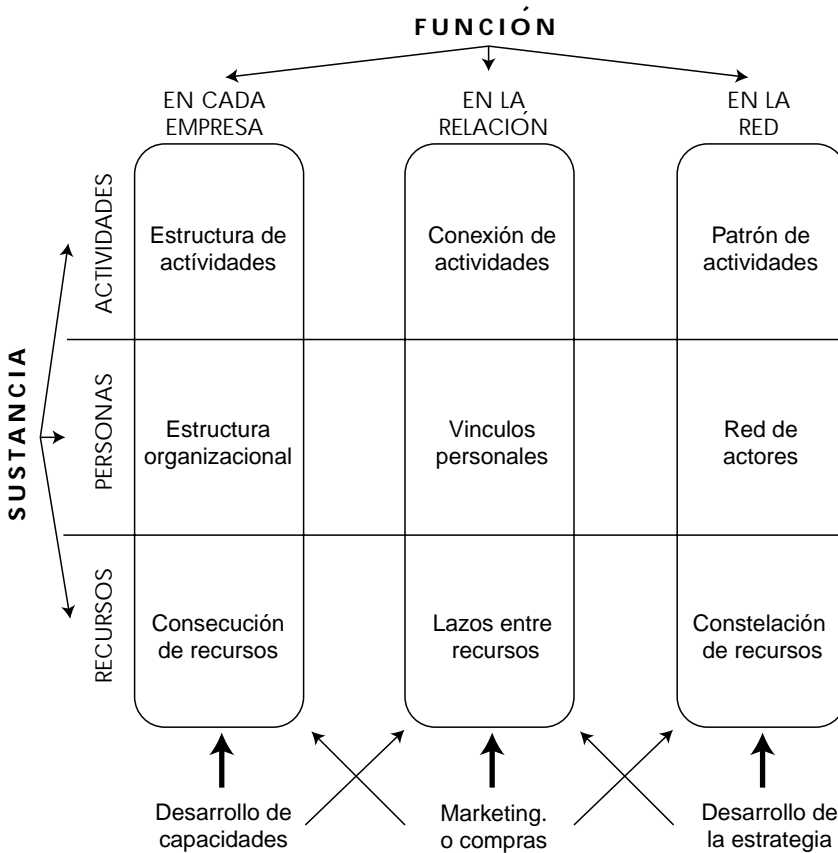 FUNCIÓN
EN CADA
EMPRESA
EN LA
RELACIÓN
EN LA
RED
SUSTANCIA
ACTIVIDADES
Estructura de
actívidades
Conexión de
actividades
Patrón de
actividades
PERSONAS
Estructura
organizacional
Vinculos
personales
Red de
actores
RECURSOS
Consecución
de recursos
Lazos entre
recursos
Constelación
de recursos
Desarrollo de
capacidades
Marketing.
o compras
Desarrollo de
la estrategia